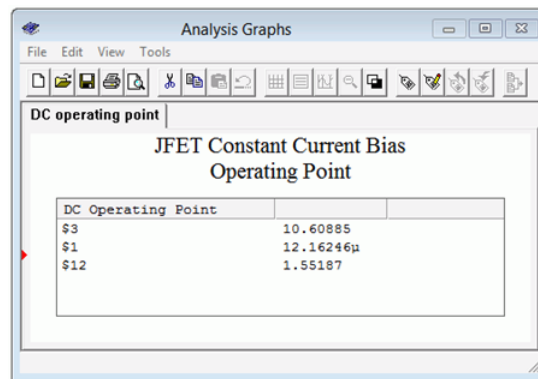 Analysis Graphs
File Edit View Tools
DC operating point
JFET Constant Current Bias
Operating Point
DC Operating Point
$3 10.60885
$1 12.16246µ
$12 1.55187